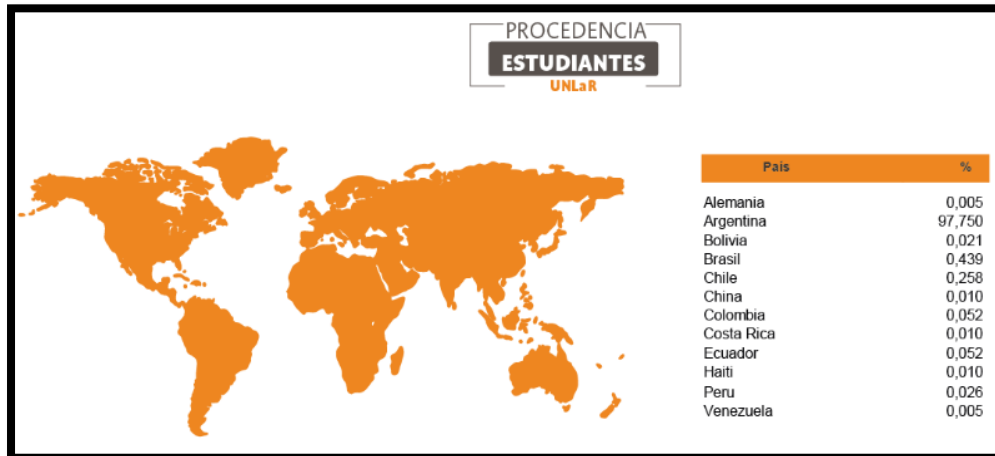 PROCEDENCIA
ESTUDIANTES
UNLaR
Pais %
Alemania 0,005
Argentina 97,750
Bolivia 0,021
Brasil 0,439
Chile 0,258
China 0,010
Colombia 0,052
Costa Rica 0,010
Ecuador 0,052
Haiti 0,010
Peru 0,026
Venezuela 0,005